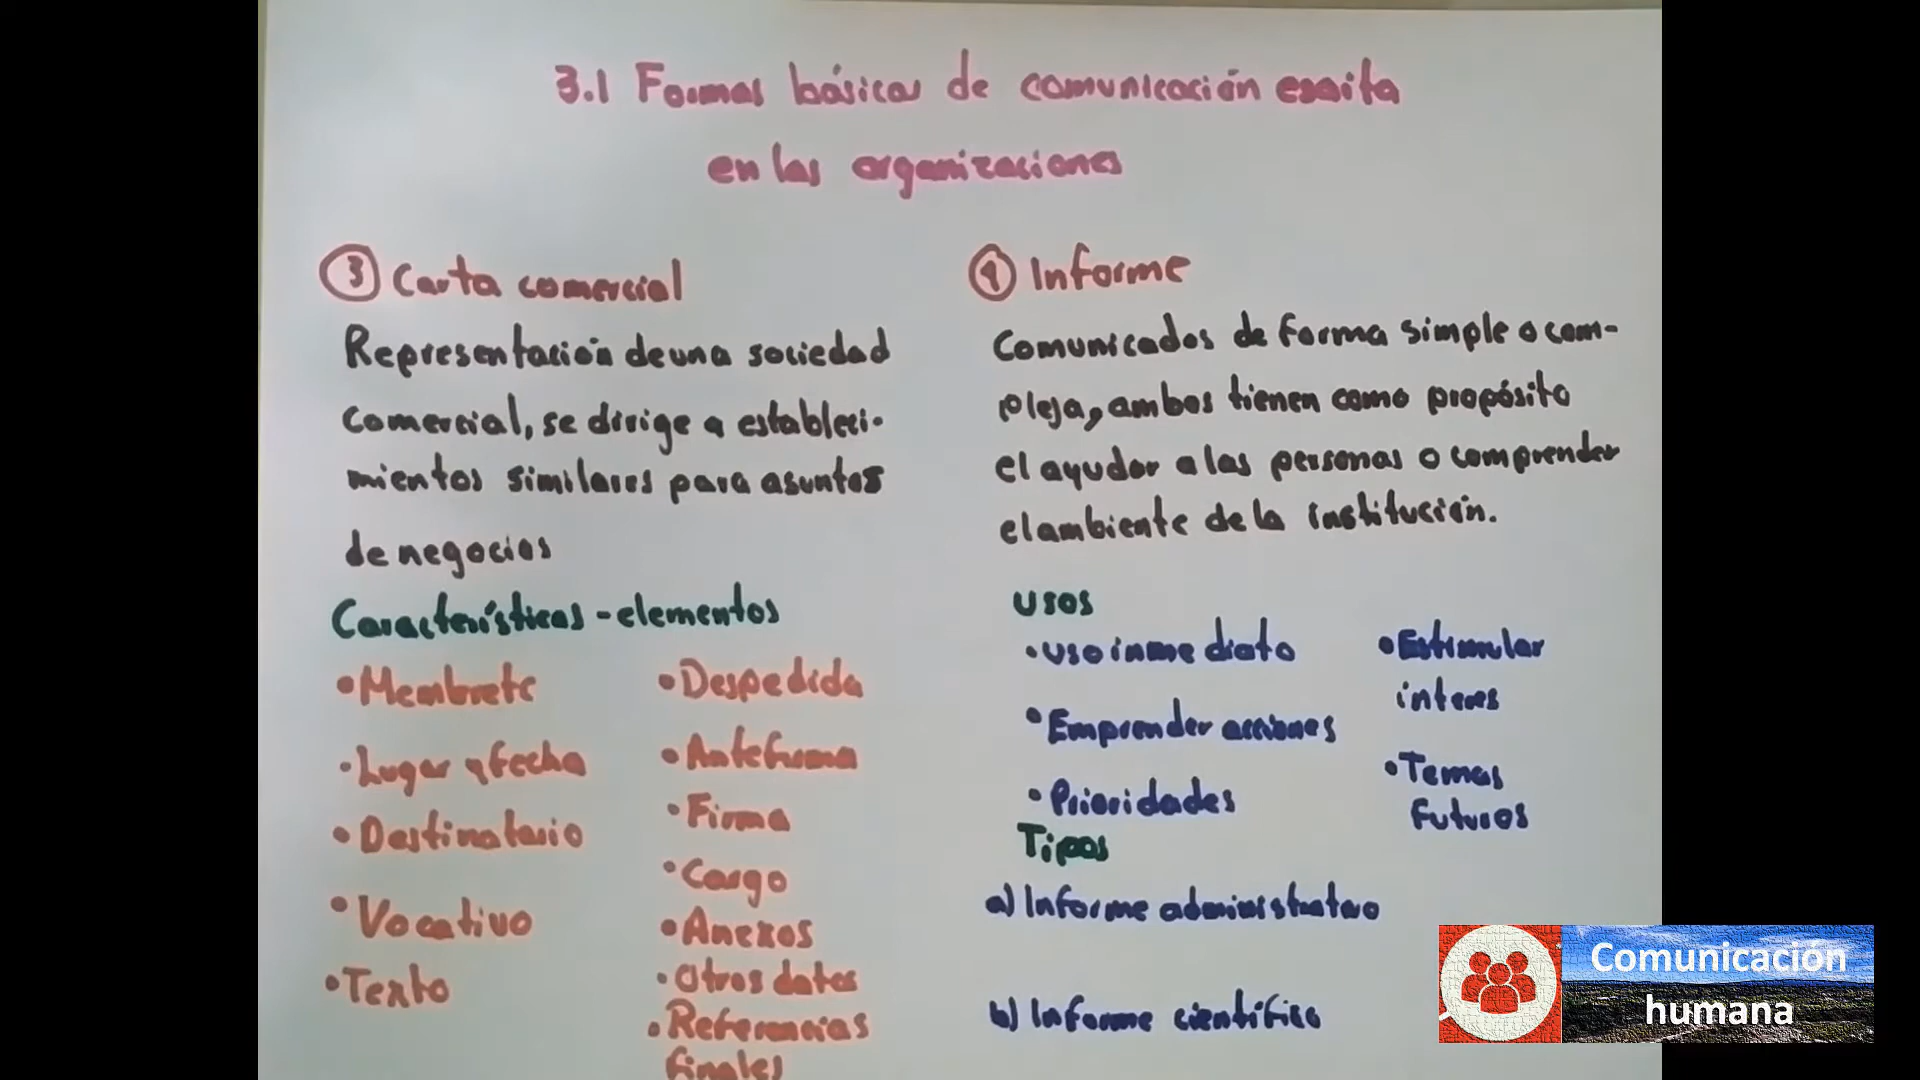 3.1 Formas básicas de comunicación escrita
en las organizaciones
③ Carta comercial
Representación de una sociedad
comercial, se dirige a estableci-
mientos similares para asuntos
de negocios
Características - elementos
• Membrete
• Lugar y fecha
• Destinatario
• Vocativo
• Texto
• Despedida
• Antefirma
• Firma
• Cargo
• Anexos
• Otros datos
• Referencias
finales
④ Informe
Comunicados de forma simple o com-
pleja, ambos tienen como propósito
el ayudar a las personas o comprender
el ambiente de la institución.
Usos
• Uso inmediato
• Emprender acciones
• Prioridades
• Estimular
interes
• Temas
futuros
Tipos
a) Informe administrativo
b) Informe científico
Comunicación
humana